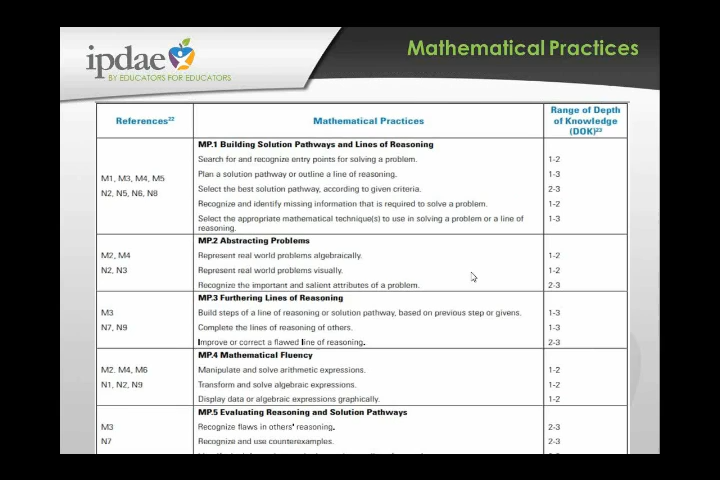 ipdae
BY EDUCATORS FOR EDUCATORS
Mathematical Practices
References22
Mathematical Practices
Range of Depth
of Knowledge
(DOK)23
M1, M3, M4, M5
N2, N5, N6, N8
MP.1 Building Solution Pathways and Lines of Reasoning
Search for and recognize entry points for solving a problem. 1-2
Plan a solution pathway or outline a line of reasoning. 1-3
Select the best solution pathway, according to given criteria. 2-3
Recognize and identify missing information that is required to solve a problem. 1-2
Select the appropriate mathematical technique(s) to use in solving a problem or a line of 1-3
reasoning.
M2, M4
N2, N3
MP.2 Abstracting Problems
Represent real world problems algebraically. 1-2
Represent real world problems visually. 1-2
Recognize the important and salient attributes of a problem. 2-3
M3
N7, N9
MP.3 Furthering Lines of Reasoning
Build steps of a line of reasoning or solution pathway, based on previous step or givens. 1-3
Complete the lines of reasoning of others. 1-3
Improve or correct a flawed line of reasoning. 2-3
M2. M4, M6
N1, N2, N9
MP.4 Mathematical Fluency
Manipulate and solve arithmetic expressions. 1-2
Transform and solve algebraic expressions. 1-2
Display data or algebraic expressions graphically. 1-2
M3
N7
MP.5 Evaluating Reasoning and Solution Pathways
Recognize flaws in others' reasoning. 2-3
Recognize and use counterexamples. 2-3